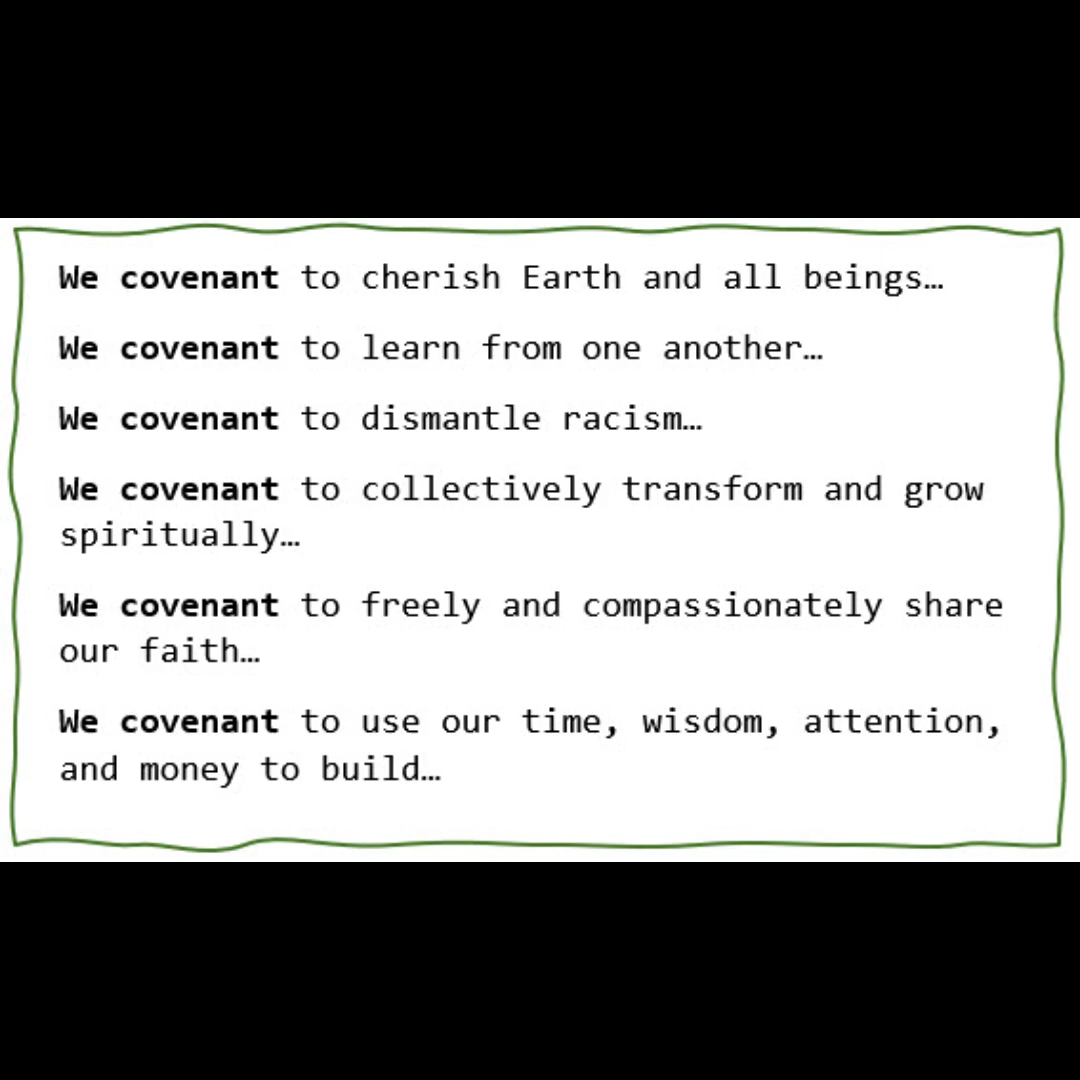 We covenant to cherish Earth and all beings…
We covenant to learn from one another…
We covenant to dismantle racism…
We covenant to collectively transform and grow
spiritually…
We covenant to freely and compassionately share
our faith…
We covenant to use our time, wisdom, attention,
and money to build…